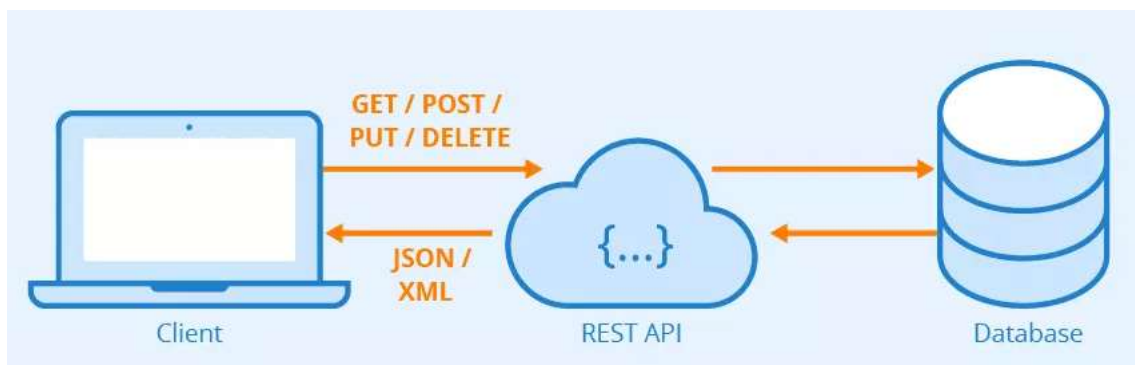 GET / POST /
PUT / DELETE
{...}
JSON /
XML
Client
REST API
Database